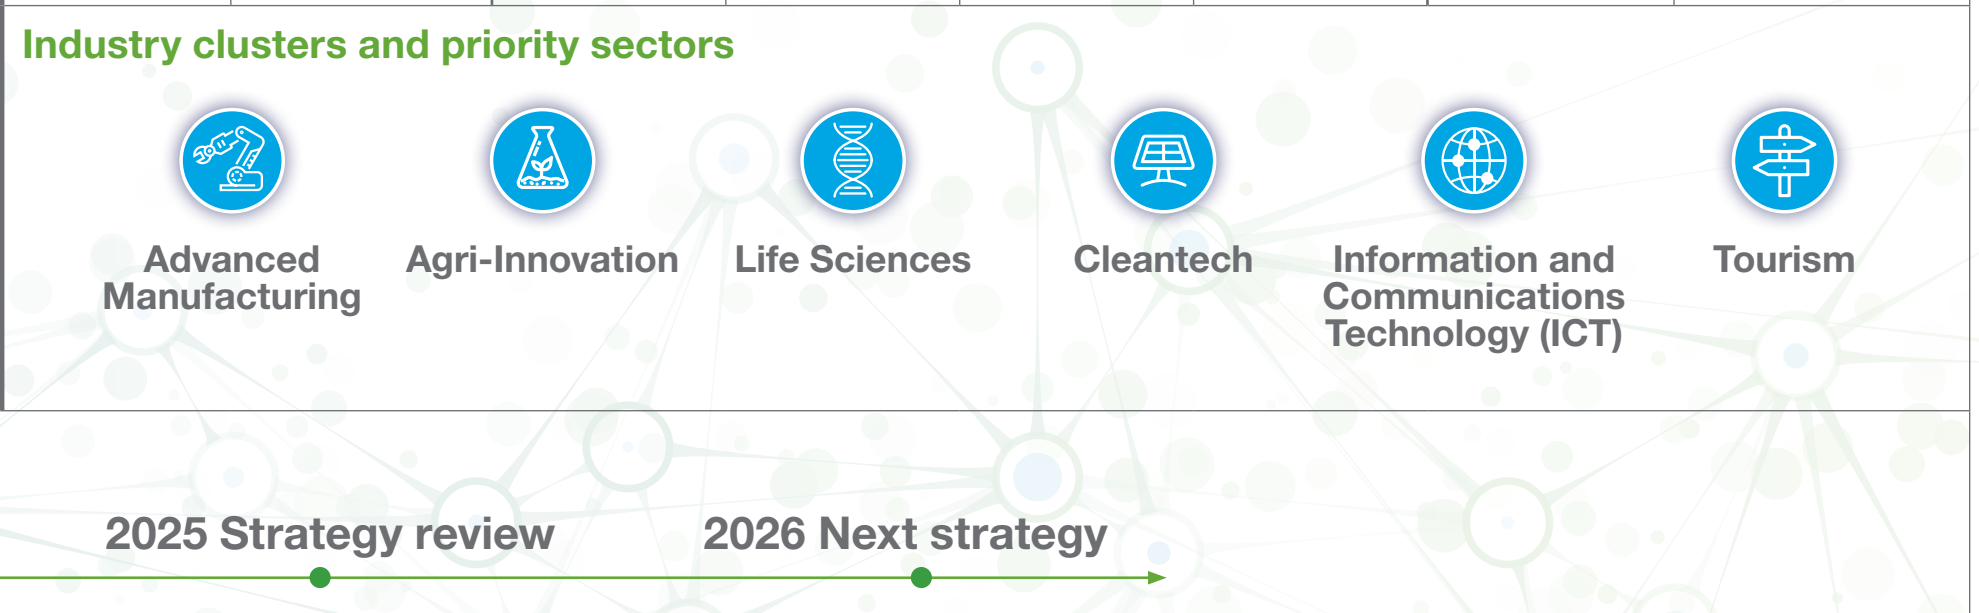 Industry clusters and priority sectors
Advanced
Manufacturing
Agri-Innovation
Life Sciences
Cleantech
Information and
Communications
Technology (ICT)
Tourism
2025 Strategy review
2026 Next strategy